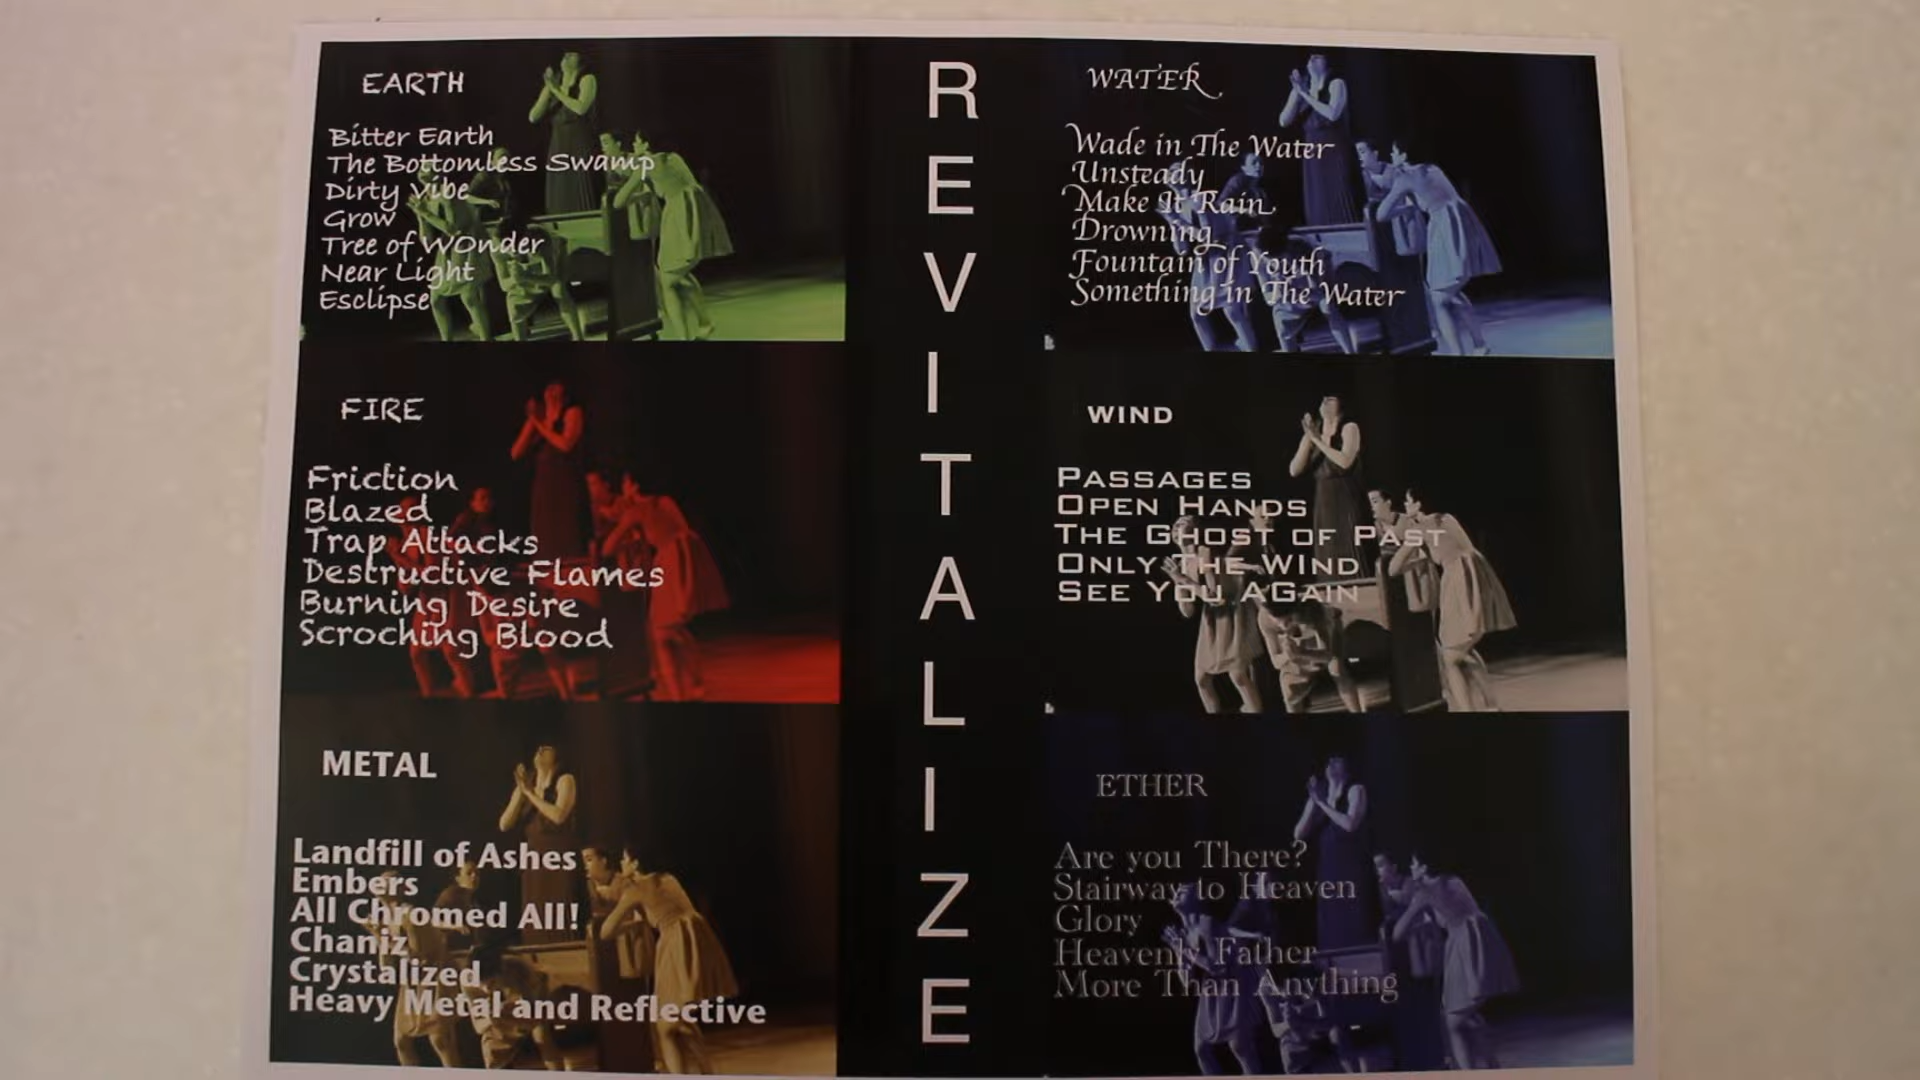 EARTH
Bitter Earth
The Bottomless Swamp
Dirty Vibe
Grow
Tree of WOnder
Near Light
Esclipse
FIRE
Friction
Blazed
Trap Attacks
Destructive Flames
Burning Desire
Scroching Blood
METAL
Landfill of Ashes
Embers
All Chromed All!
Chaniz
Crystalized
Heavy Metal and Reflective
R
E
V
I
T
A
L
I
Z
E
WATER
Wade in The Water
Unsteady
Make It Rain
Drowning
Fountain of Youth
Something in The Water
WIND
PASSAGES
OPEN HANDS
THE GHOST OF PAST
ONLY THE WIND
SEE YOU AGAIN
ETHER
Are you There?
Stairway to Heaven
Glory
Heavenly Father
More Than Anything